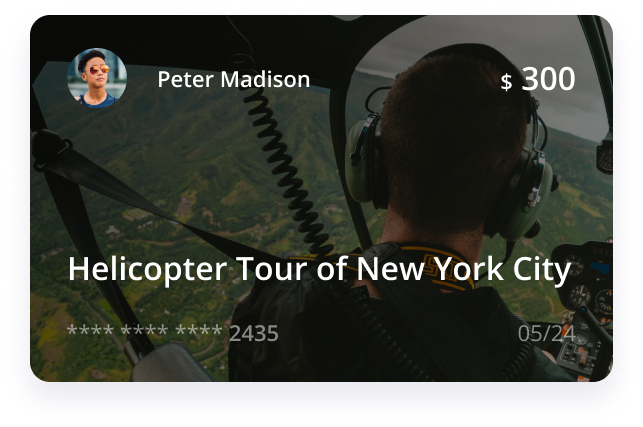 Peter Madison
$ 300
Helicopter Tour of New York City
**** **** **** 2435
05/24